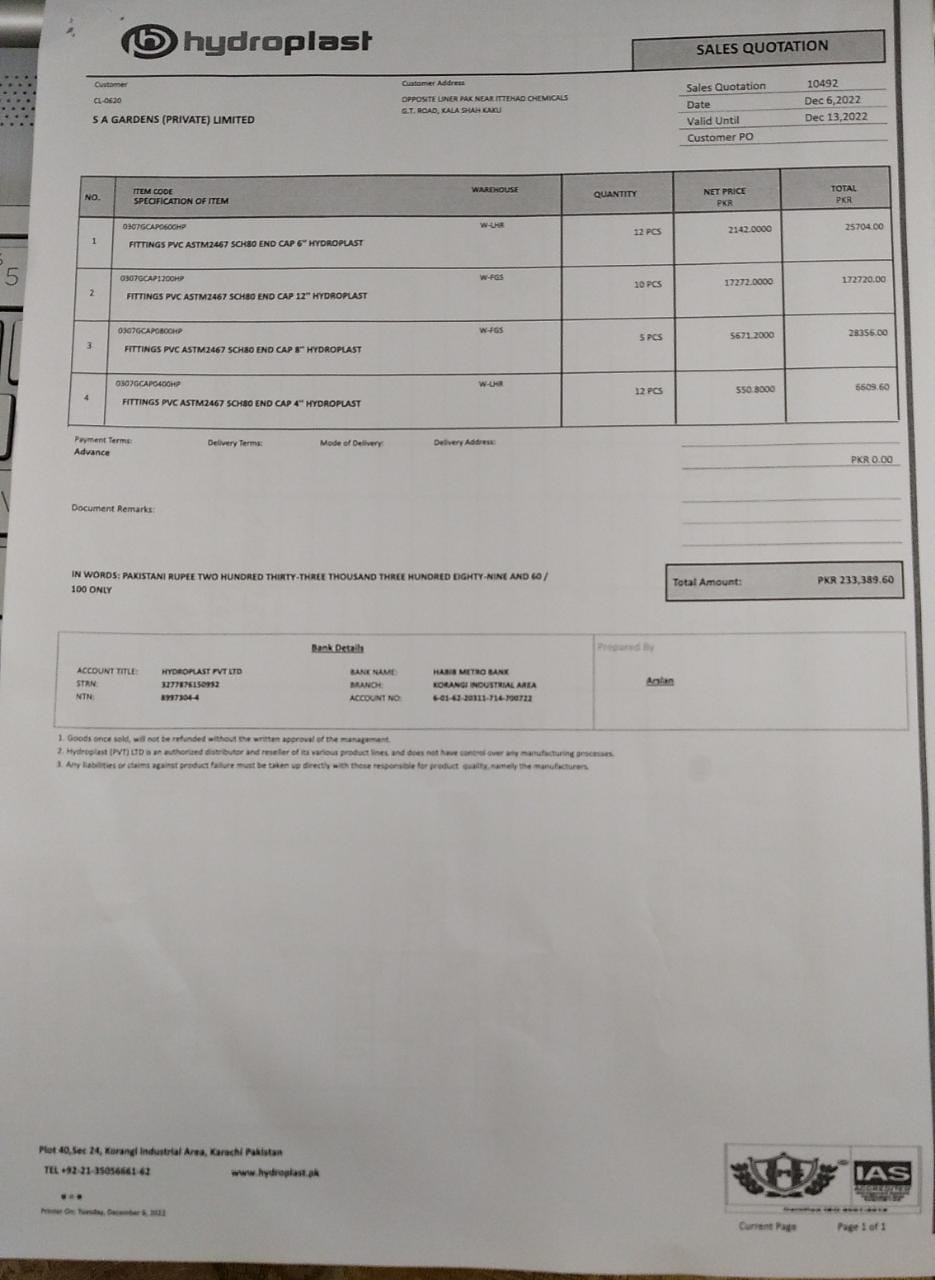 hydroplast
SALES QUOTATION
Customer
CL-0620
S A GARDENS (PRIVATE) LIMITED
Customer Address
OPPOSITE LINER PAK NEAR ITTEHAD CHEMICALS
G.T. ROAD, KALA SHAH KAKU
Sales Quotation 10492
Date Dec 6,2022
Valid Until Dec 13,2022
Customer PO
NO. ITEM CODE WAREHOUSE QUANTITY NET PRICE TOTAL
SPECIFICATION OF ITEM PKR PKR
1 0307GCAP0600HP W-LHR 12 PCS 2142.0000 25704.00
FITTINGS PVC ASTM2467 SCH80 END CAP 6" HYDROPLAST
2 0307GCAP1200HP W-FGS 10 PCS 17272.0000 172720.00
FITTINGS PVC ASTM2467 SCH80 END CAP 12" HYDROPLAST
3 0307GCAP0800HP W-FGS 5 PCS 5671.2000 28356.00
FITTINGS PVC ASTM2467 SCH80 END CAP 8" HYDROPLAST
4 0307GCAP0400HP W-LHR 12 PCS 550.8000 6609.60
FITTINGS PVC ASTM2467 SCH80 END CAP 4" HYDROPLAST
Payment Terms: Delivery Terms: Mode of Delivery: Delivery Address:
Advance
PKR 0.00
Document Remarks:
IN WORDS: PAKISTANI RUPEE TWO HUNDRED THIRTY-THREE THOUSAND THREE HUNDRED EIGHTY-NINE AND 60 /
100 ONLY
Total Amount: PKR 233,389.60
Bank Details
Prepared By
ACCOUNT TITLE: HYDROPLAST PVT LTD BANK NAME: HABIB METRO BANK
STRN: 3277876150992 BRANCH: KORANGI INDUSTRIAL AREA
NTN: 8997304-4 ACCOUNT NO: 6-01-62-20311-714-700722
Arslan
1. Goods once sold, will not be refunded without the written approval of the management.
2. Hydroplast (PVT) LTD is an authorized distributor and reseller of its various product lines, and does not have control over any manufacturing processes.
3. Any liabilities or claims against product failure must be taken up directly with those responsible for product quality, namely the manufacturers.
Plot 40,Sec 24, Korangi Industrial Area, Karachi Pakistan
TEL +92-21-35056661-62 www.hydroplast.pk
Printer On: Tuesday, December 6, 2022
IAS
ACCREDITED
Current Page Page 1 of 1
5